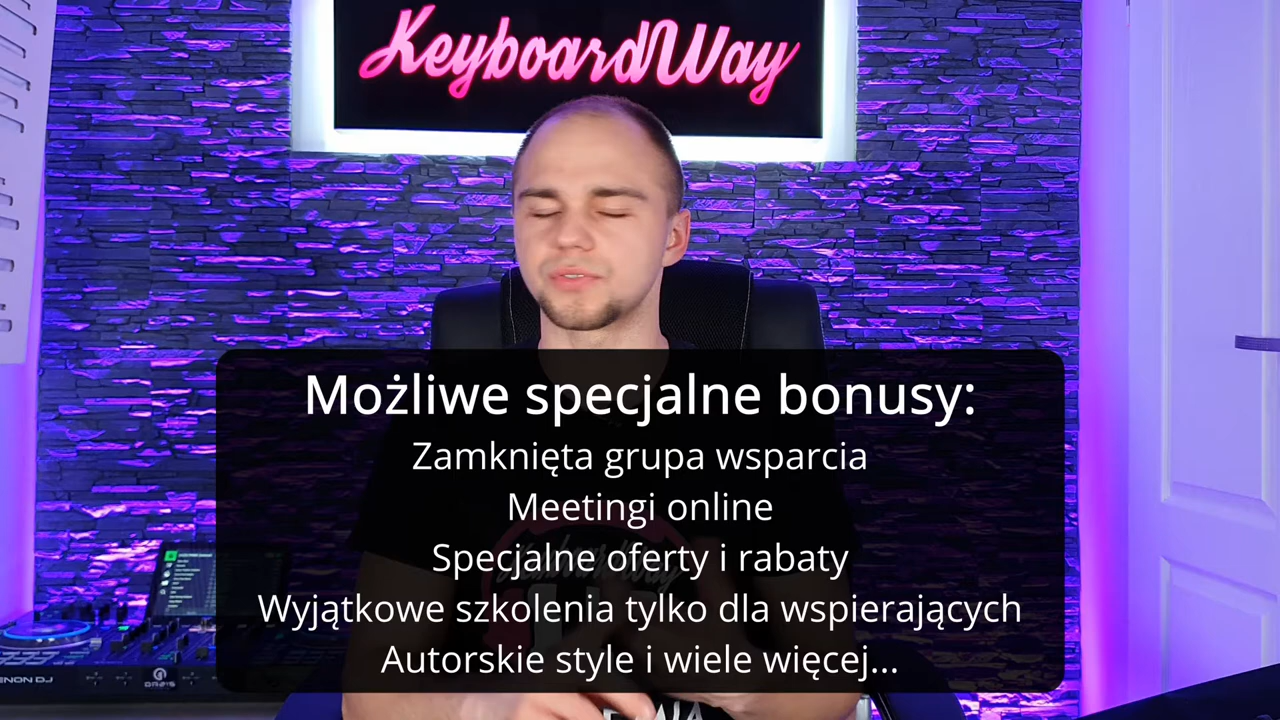 KeyboardWay
Możliwe specjalne bonusy:
Zamknięta grupa wsparcia
Meetingi online
Specjalne oferty i rabaty
Wyjątkowe szkolenia tylko dla wspierających
Autorskie style i wiele więcej...